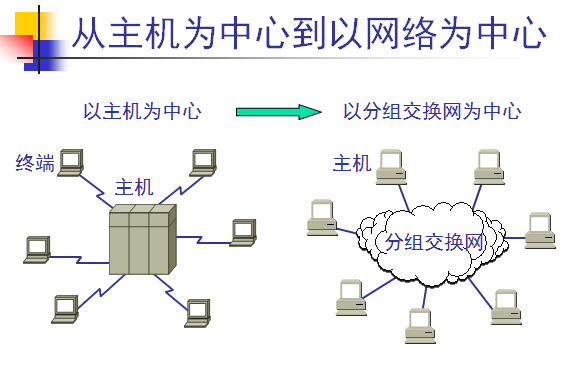 从主机为中心到以网络为中心
以主机为中心
以分组交换网为中心
终端
主机
主机
分组交换网